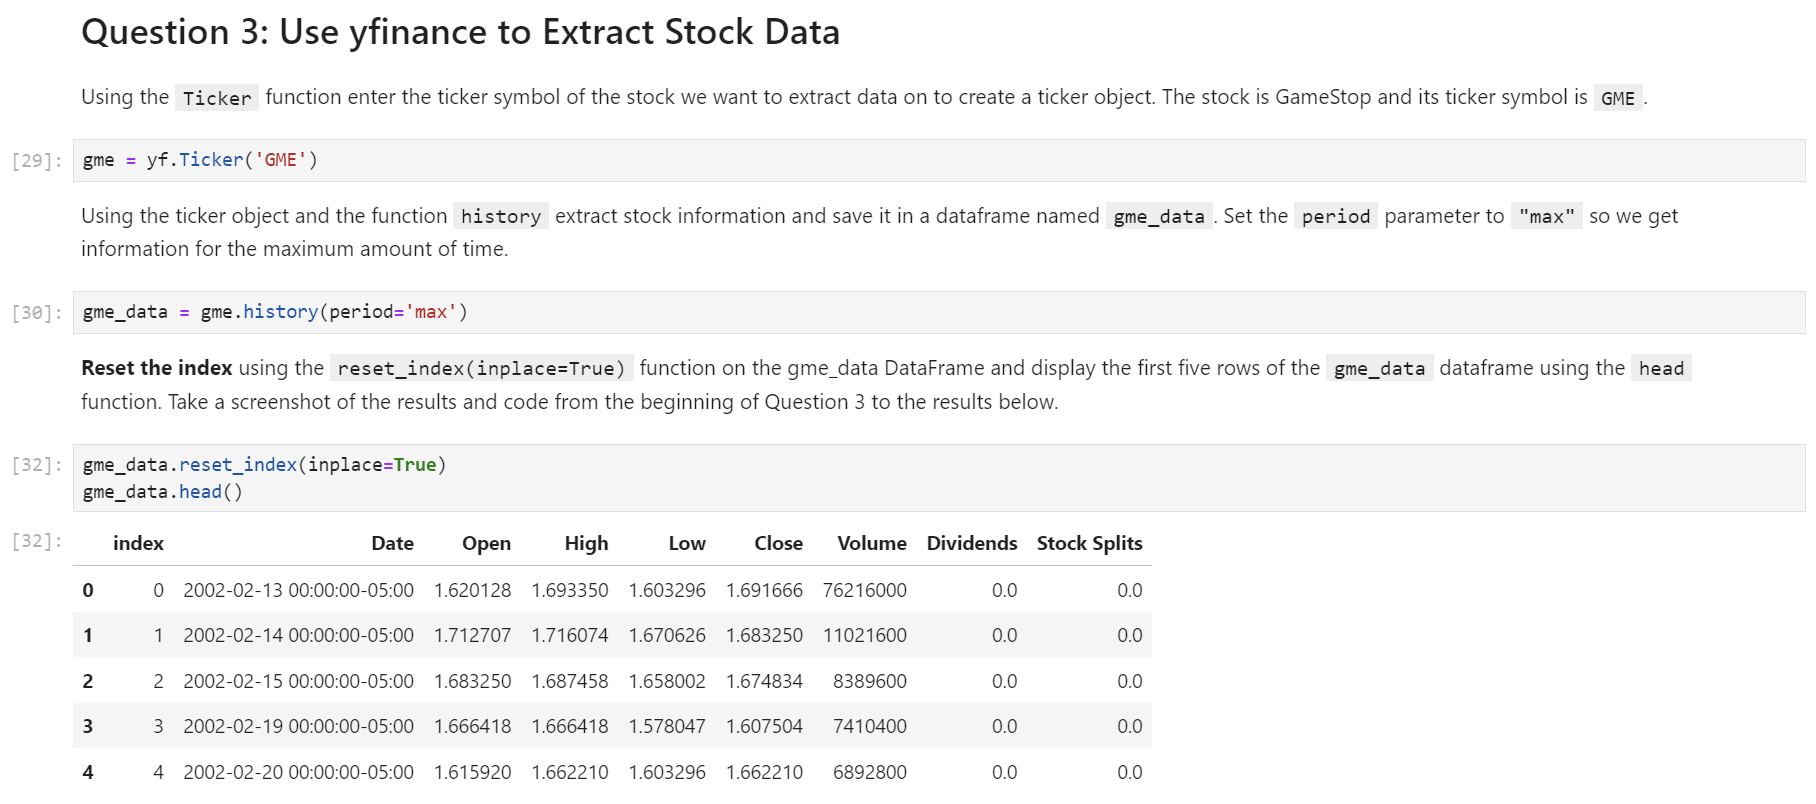 Question 3: Use yfinance to Extract Stock Data
Using the Ticker function enter the ticker symbol of the stock we want to extract data on to create a ticker object. The stock is GameStop and its ticker symbol is GME .
[29]: gme = yf.Ticker('GME')
Using the ticker object and the function history extract stock information and save it in a dataframe named gme_data . Set the period parameter to "max" so we get
information for the maximum amount of time.
[30]: gme_data = gme.history(period='max')
Reset the index using the reset_index(inplace=True) function on the gme_data DataFrame and display the first five rows of the gme_data dataframe using the head
function. Take a screenshot of the results and code from the beginning of Question 3 to the results below.
[32]: gme_data.reset_index(inplace=True)
gme_data.head()
[32]: index Date Open High Low Close Volume Dividends Stock Splits
0 0 2002-02-13 00:00:00-05:00 1.620128 1.693350 1.603296 1.691666 76216000 0.0 0.0
1 1 2002-02-14 00:00:00-05:00 1.712707 1.716074 1.670626 1.683250 11021600 0.0 0.0
2 2 2002-02-15 00:00:00-05:00 1.683250 1.687458 1.658002 1.674834 8389600 0.0 0.0
3 3 2002-02-19 00:00:00-05:00 1.666418 1.666418 1.578047 1.607504 7410400 0.0 0.0
4 4 2002-02-20 00:00:00-05:00 1.615920 1.662210 1.603296 1.662210 6892800 0.0 0.0